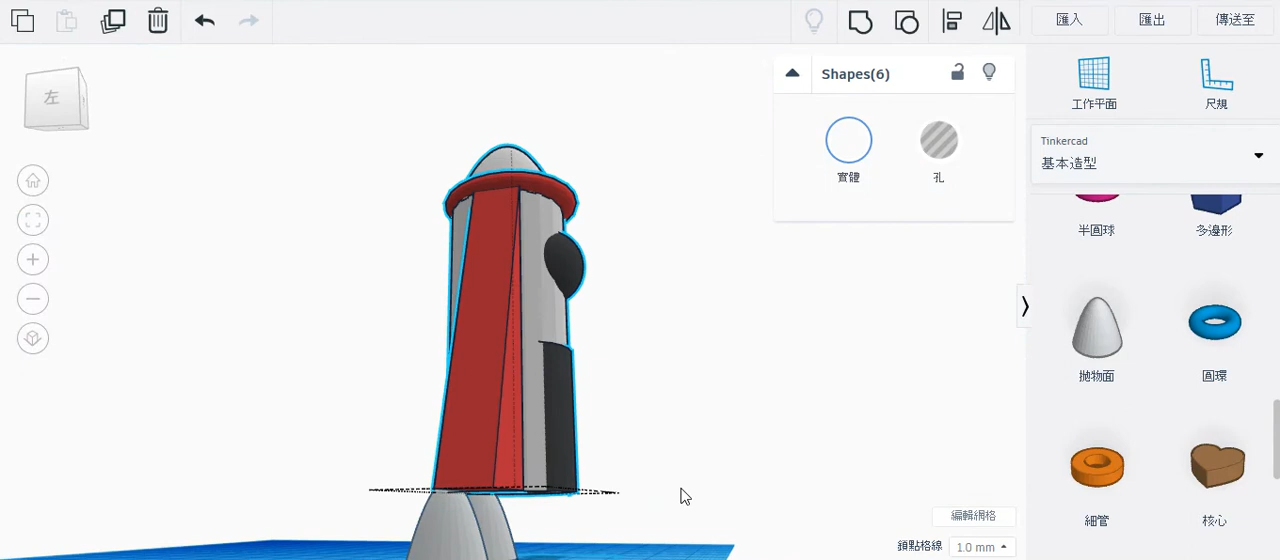 匯入
匯出
傳送至
左
Shapes(6)
實體
孔
工作平面
尺規
Tinkercad
基本造型
半圓球
多邊形
拋物面
圓環
細管
核心
編輯網格
鎖點格線
1.0 mm